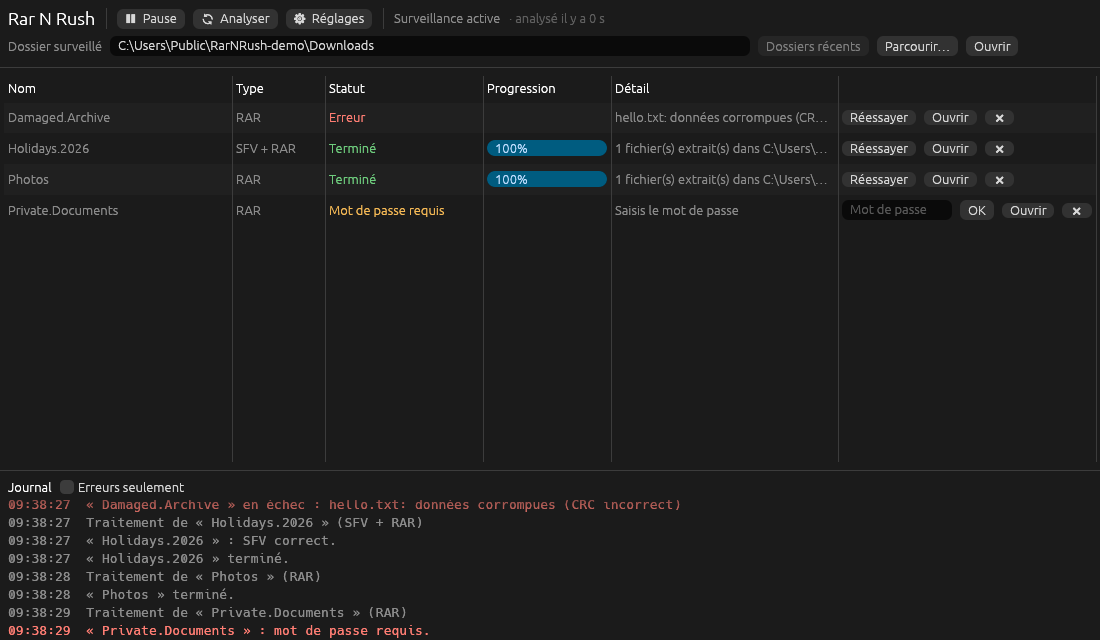 Rar N Rush Pause Analyser Réglages Surveillance active · analysé il y a 0 s
Dossier surveillé C:\Users\Public\RarNRush-demo\Downloads Dossiers récents Parcourir… Ouvrir
Nom Type Statut Progression Détail
Damaged.Archive RAR Erreur hello.txt: données corrompues (CR… Réessayer Ouvrir ×
Holidays.2026 SFV + RAR Terminé 100% 1 fichier(s) extrait(s) dans C:\Users\… Réessayer Ouvrir ×
Photos RAR Terminé 100% 1 fichier(s) extrait(s) dans C:\Users\… Réessayer Ouvrir ×
Private.Documents RAR Mot de passe requis Saisis le mot de passe Mot de passe OK Ouvrir ×
Journal Erreurs seulement
09:38:27 « Damaged.Archive » en échec : hello.txt: données corrompues (CRC incorrect)
09:38:27 Traitement de « Holidays.2026 » (SFV + RAR)
09:38:27 « Holidays.2026 » : SFV correct.
09:38:27 « Holidays.2026 » terminé.
09:38:28 Traitement de « Photos » (RAR)
09:38:28 « Photos » terminé.
09:38:29 Traitement de « Private.Documents » (RAR)
09:38:29 « Private.Documents » : mot de passe requis.